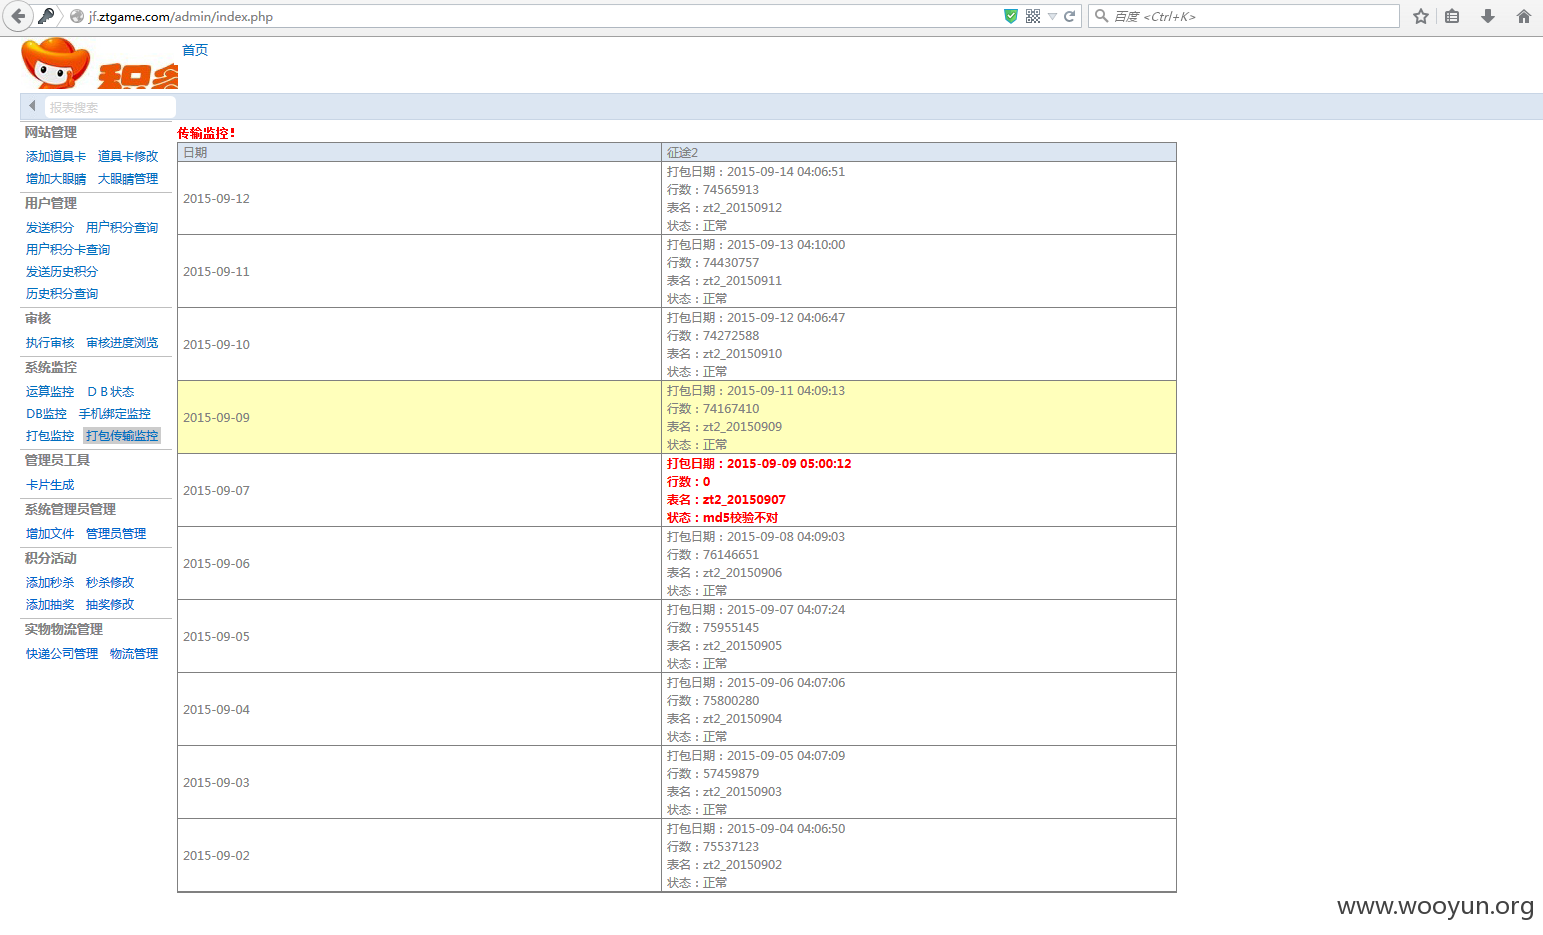 jf.ztgame.com/admin/index.php
百度 <Ctrl+K>
首页
报表搜索
网站管理
添加道具卡 道具卡修改
增加大眼睛 大眼睛管理
用户管理
发送积分 用户积分查询
用户积分卡查询
发送历史积分
历史积分查询
审核
执行审核 审核进度浏览
系统监控
运算监控 ＤＢ状态
DB监控 手机绑定监控
打包监控 打包传输监控
管理员工具
卡片生成
系统管理员管理
增加文件 管理员管理
积分活动
添加秒杀 秒杀修改
添加抽奖 抽奖修改
实物物流管理
快递公司管理 物流管理
传输监控！
日期 征途2
2015-09-12
打包日期：2015-09-14 04:06:51
行数：74565913
表名：zt2_20150912
状态：正常
2015-09-11
打包日期：2015-09-13 04:10:00
行数：74430757
表名：zt2_20150911
状态：正常
2015-09-10
打包日期：2015-09-12 04:06:47
行数：74272588
表名：zt2_20150910
状态：正常
2015-09-09
打包日期：2015-09-11 04:09:13
行数：74167410
表名：zt2_20150909
状态：正常
2015-09-07
打包日期：2015-09-09 05:00:12
行数：0
表名：zt2_20150907
状态：md5校验不对
2015-09-06
打包日期：2015-09-08 04:09:03
行数：76146651
表名：zt2_20150906
状态：正常
2015-09-05
打包日期：2015-09-07 04:07:24
行数：75955145
表名：zt2_20150905
状态：正常
2015-09-04
打包日期：2015-09-06 04:07:06
行数：75800280
表名：zt2_20150904
状态：正常
2015-09-03
打包日期：2015-09-05 04:07:09
行数：57459879
表名：zt2_20150903
状态：正常
2015-09-02
打包日期：2015-09-04 04:06:50
行数：75537123
表名：zt2_20150902
状态：正常
www.wooyun.org